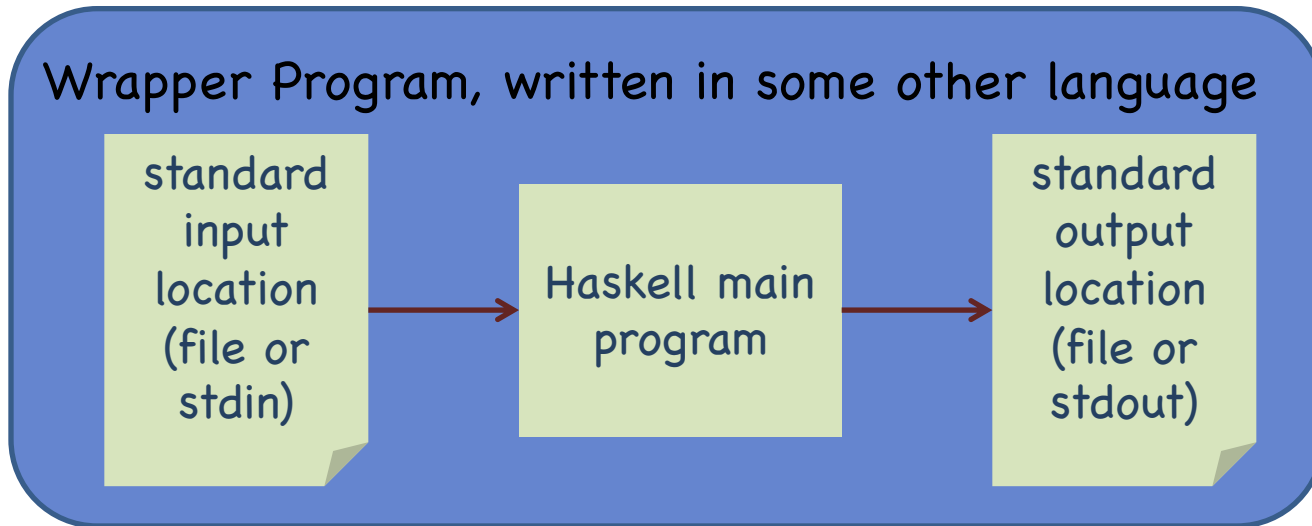 Wrapper Program, written in some other language
standard
input
location
(file or
stdin)
Haskell main
program
standard
output
location
(file or
stdout)